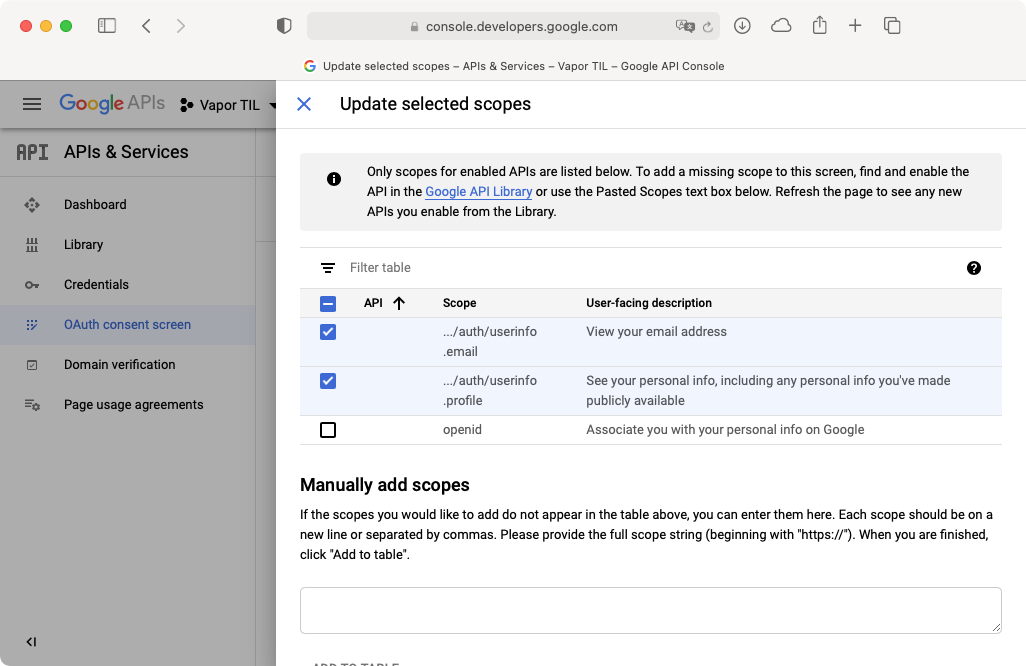 console.developers.google.com
Update selected scopes – APIs & Services – Vapor TIL – Google API Console
Google APIs
Vapor TIL
Update selected scopes
API
APIs & Services
Dashboard
Library
Credentials
OAuth consent screen
Domain verification
Page usage agreements
Only scopes for enabled APIs are listed below. To add a missing scope to this screen, find and enable the
API in the Google API Library or use the Pasted Scopes text box below. Refresh the page to see any new
APIs you enable from the Library.
Filter table
API Scope User-facing description
.../auth/userinfo View your email address
.email
.../auth/userinfo See your personal info, including any personal info you've made
.profile publicly available
openid Associate you with your personal info on Google
Manually add scopes
If the scopes you would like to add do not appear in the table above, you can enter them here. Each scope should be on a
new line or separated by commas. Please provide the full scope string (beginning with "https://"). When you are finished,
click "Add to table".
ADD TO TABLE